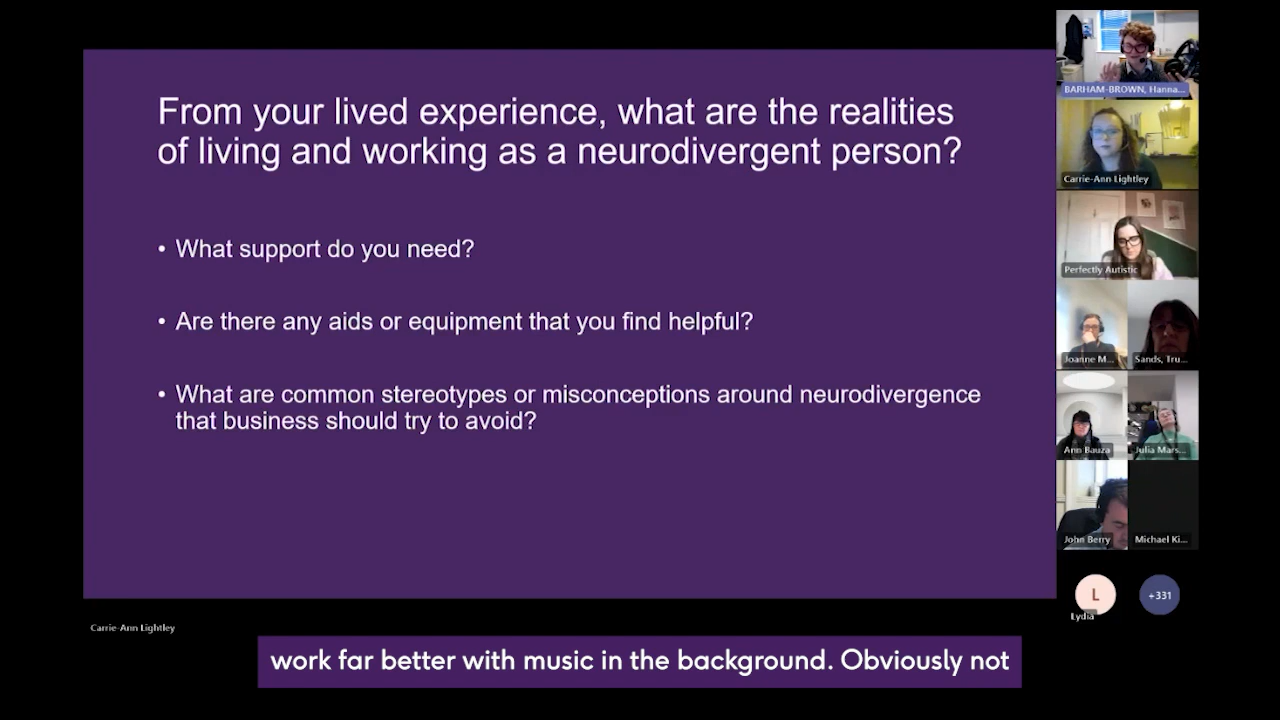 From your lived experience, what are the realities
of living and working as a neurodivergent person?
• What support do you need?
• Are there any aids or equipment that you find helpful?
• What are common stereotypes or misconceptions around neurodivergence
that business should try to avoid?
BARHAM-BROWN, Hanna...
Carrie-Ann Lightley
Perfectly Autistic
Joanne M...
Sands, Tru...
Ann Bauza
Julia Mars...
John Berry
Michael Ki...
L
+331
Lydia
Carrie-Ann Lightley
work far better with music in the background. Obviously not